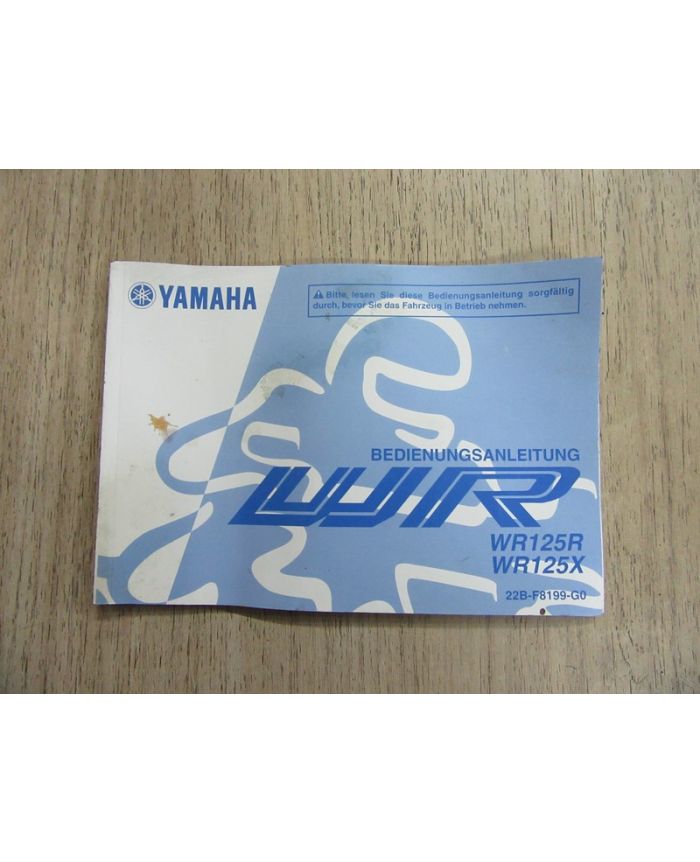 YAMAHA
Bitte, lesen Sie diese Bedienungsanleitung sorgfältig
durch, bevor Sie das Fahrzeug in Betrieb nehmen.
BEDIENUNGSANLEITUNG
WR
WR125R
WR125X
22B-F8199-G0